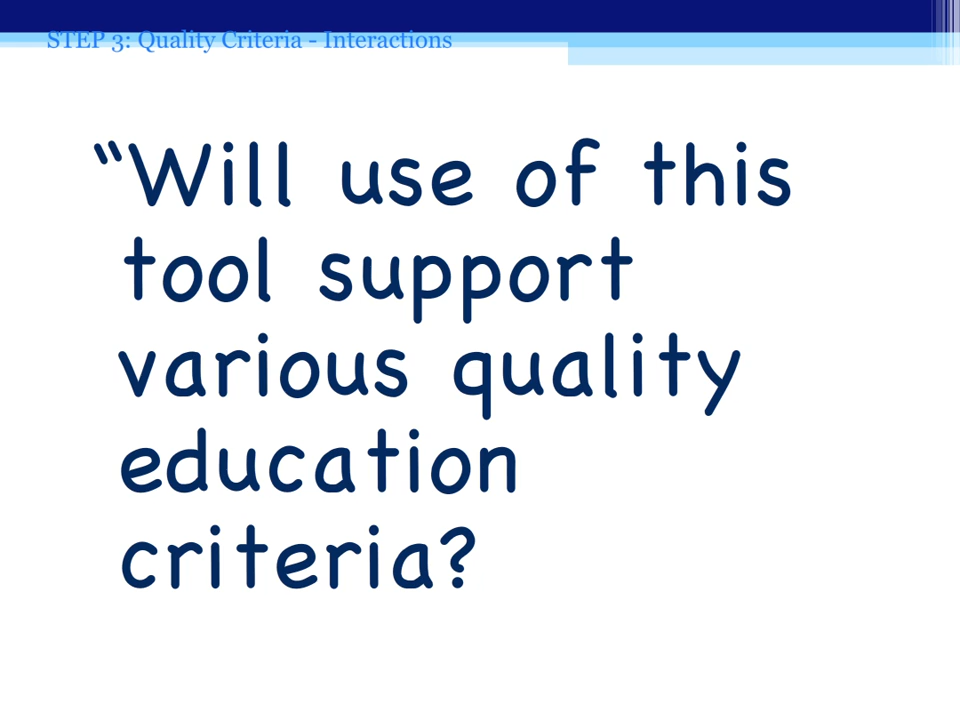 STEP 3: Quality Criteria - Interactions
“Will use of this
tool support
various quality
education
criteria?